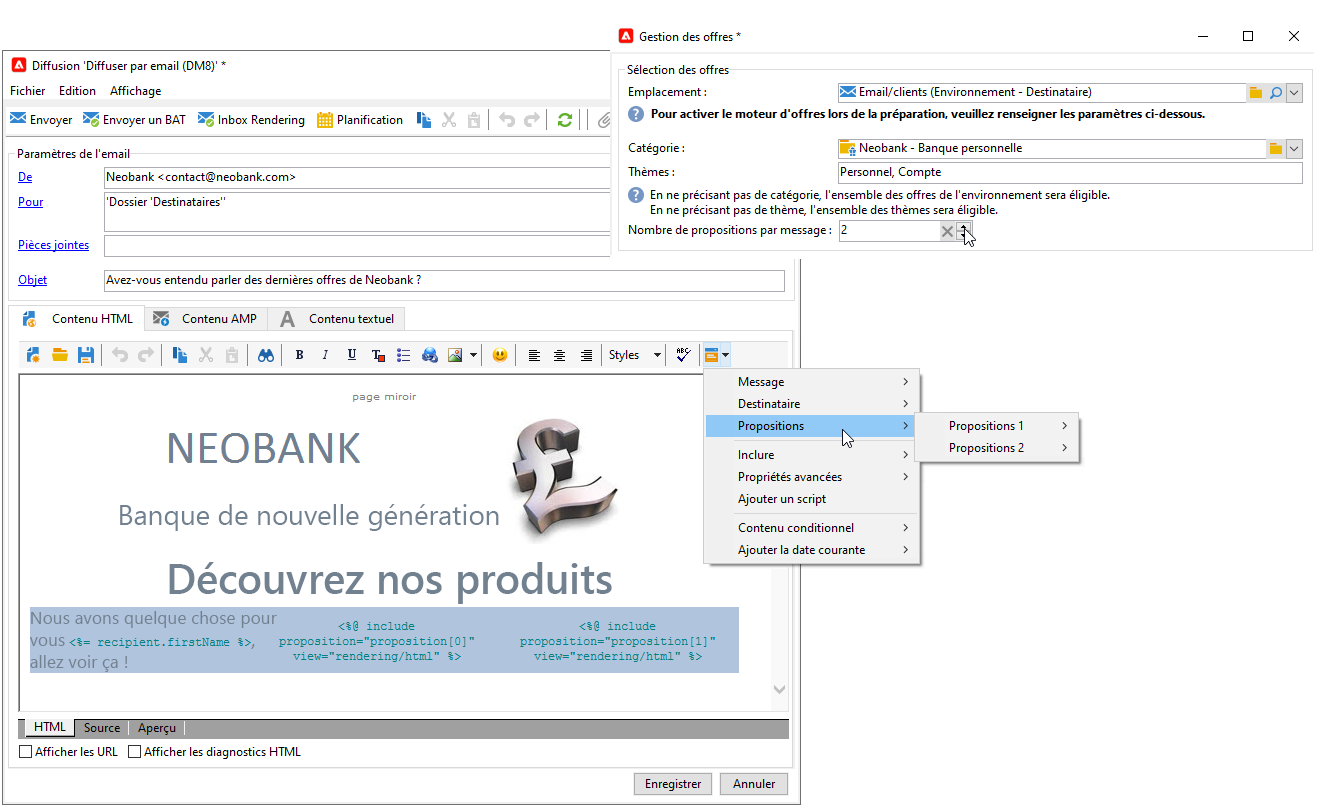 Gestion des offres *
Sélection des offres
Emplacement :
Email/clients (Environnement - Destinataire)
Pour activer le moteur d'offres lors de la préparation, veuillez renseigner les paramètres ci-dessous.
Catégorie :
Neobank - Banque personnelle
Thèmes :
Personnel, Compte
En ne précisant pas de catégorie, l'ensemble des offres de l'environnement sera éligible.
En ne précisant pas de thème, l'ensemble des thèmes sera éligible.
Nombre de propositions par message :
2
Diffusion 'Diffuser par email (DM8)' *
Fichier Edition Affichage
Envoyer Envoyer un BAT Inbox Rendering Planification
Paramètres de l'email
De
Neobank <contact@neobank.com>
Pour
'Dossier 'Destinataires''
Pièces jointes
Objet
Avez-vous entendu parler des dernières offres de Neobank ?
Contenu HTML Contenu AMP Contenu textuel
B I U T Styles ABC
Message
Destinataire
Propositions
Inclure
Propriétés avancées
Ajouter un script
Contenu conditionnel
Ajouter la date courante
Propositions 1
Propositions 2
page miroir
NEOBANK
Banque de nouvelle génération
Découvrez nos produits
Nous avons quelque chose pour
vous <%= recipient.firstName %>,
allez voir ça !
<%@ include
proposition="proposition[0]"
view="rendering/html" %>
<%@ include
proposition="proposition[1]"
view="rendering/html" %>
HTML Source Aperçu
Afficher les URL Afficher les diagnostics HTML
Enregistrer Annuler